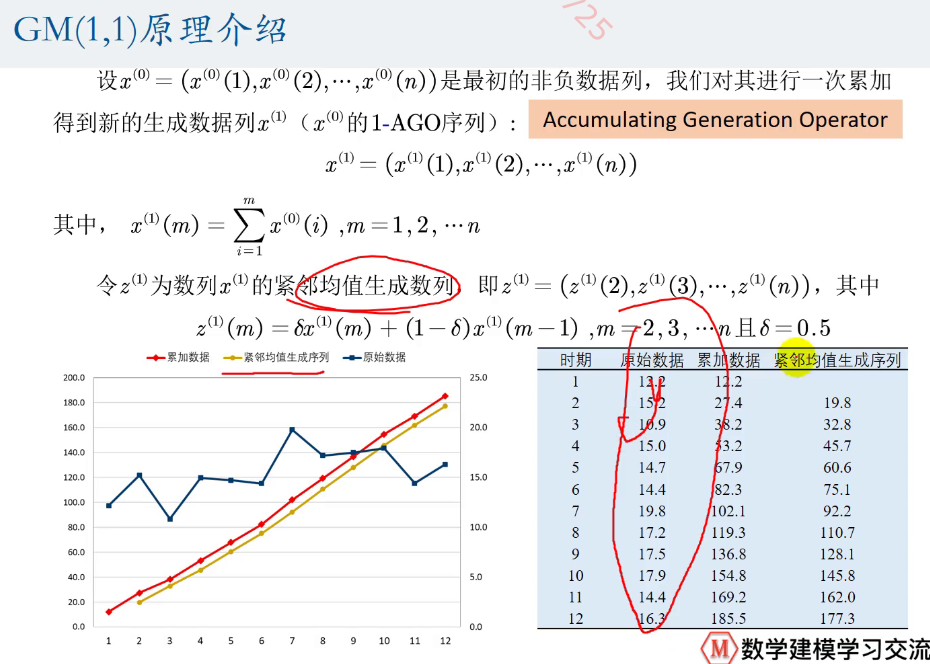 GM(1,1)原理介绍
725
设x⁽⁰⁾ = (x⁽⁰⁾(1),x⁽⁰⁾(2),⋯,x⁽⁰⁾(n))是最初的非负数据列，我们对其进行一次累加
得到新的生成数据列x⁽¹⁾（x⁽⁰⁾的1-AGO序列）: Accumulating Generation Operator
x⁽¹⁾ = (x⁽¹⁾(1),x⁽¹⁾(2),⋯,x⁽¹⁾(n))
其中， x⁽¹⁾(m) = ∑_{i=1}^{m} x⁽⁰⁾(i) ,m = 1,2,⋯n
令z⁽¹⁾为数列x⁽¹⁾的紧邻均值生成数列，即z⁽¹⁾ = (z⁽¹⁾(2),z⁽¹⁾(3),⋯,z⁽¹⁾(n))，其中
z⁽¹⁾(m) = δx⁽¹⁾(m) + (1−δ)x⁽¹⁾(m−1) ,m = 2,3,⋯n且δ = 0.5
累加数据 紧邻均值生成序列 原始数据
200.0 25.0
180.0
160.0 20.0
140.0
120.0 15.0
100.0
80.0 10.0
60.0
40.0 5.0
20.0
0.0 0.0
1 2 3 4 5 6 7 8 9 10 11 12
时期 原始数据 累加数据 紧邻均值生成序列
1 12.2 12.2
2 15.2 27.4 19.8
3 10.9 38.2 32.8
4 15.0 53.2 45.7
5 14.7 67.9 60.6
6 14.4 82.3 75.1
7 19.8 102.1 92.2
8 17.2 119.3 110.7
9 17.5 136.8 128.1
10 17.9 154.8 145.8
11 14.4 169.2 162.0
12 16.3 185.5 177.3
M 数学建模学习交流